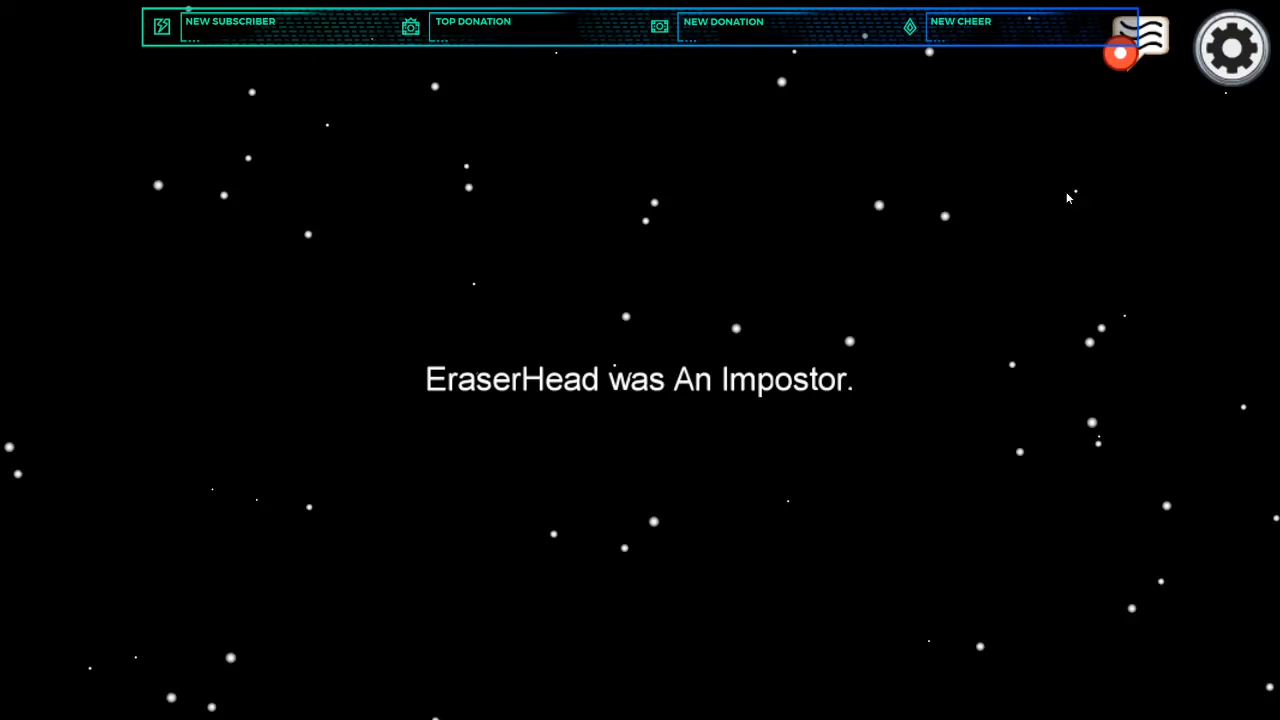 NEW SUBSCRIBER TOP DONATION NEW DONATION NEW CHEER
EraserHead was An Impostor.